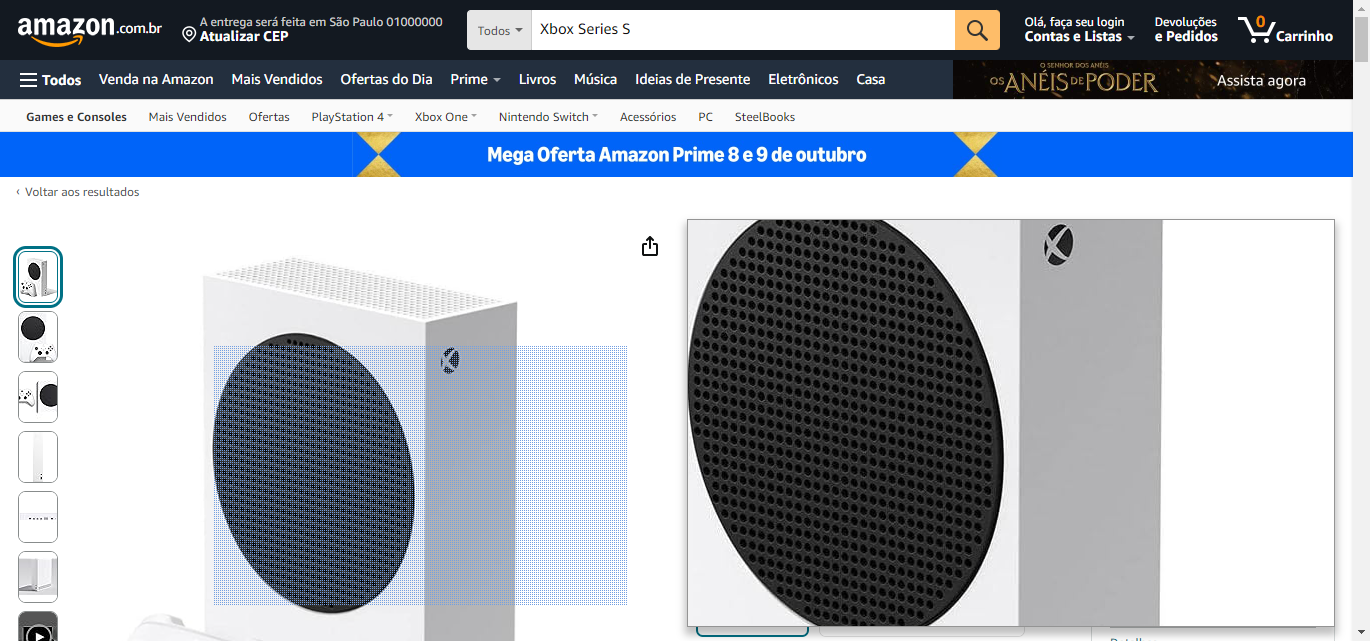 amazon.com.br
A entrega será feita em São Paulo 01000000
Atualizar CEP
Todos
Xbox Series S
Olá, faça seu login
Contas e Listas
Devoluções
e Pedidos
0
Carrinho
Todos
Venda na Amazon
Mais Vendidos
Ofertas do Dia
Prime
Livros
Música
Ideias de Presente
Eletrônicos
Casa
O SENHOR DOS ANÉIS
OS ANÉIS DE PODER
Assista agora
Games e Consoles
Mais Vendidos
Ofertas
PlayStation 4
Xbox One
Nintendo Switch
Acessórios
PC
SteelBooks
Mega Oferta Amazon Prime 8 e 9 de outubro
‹ Voltar aos resultados